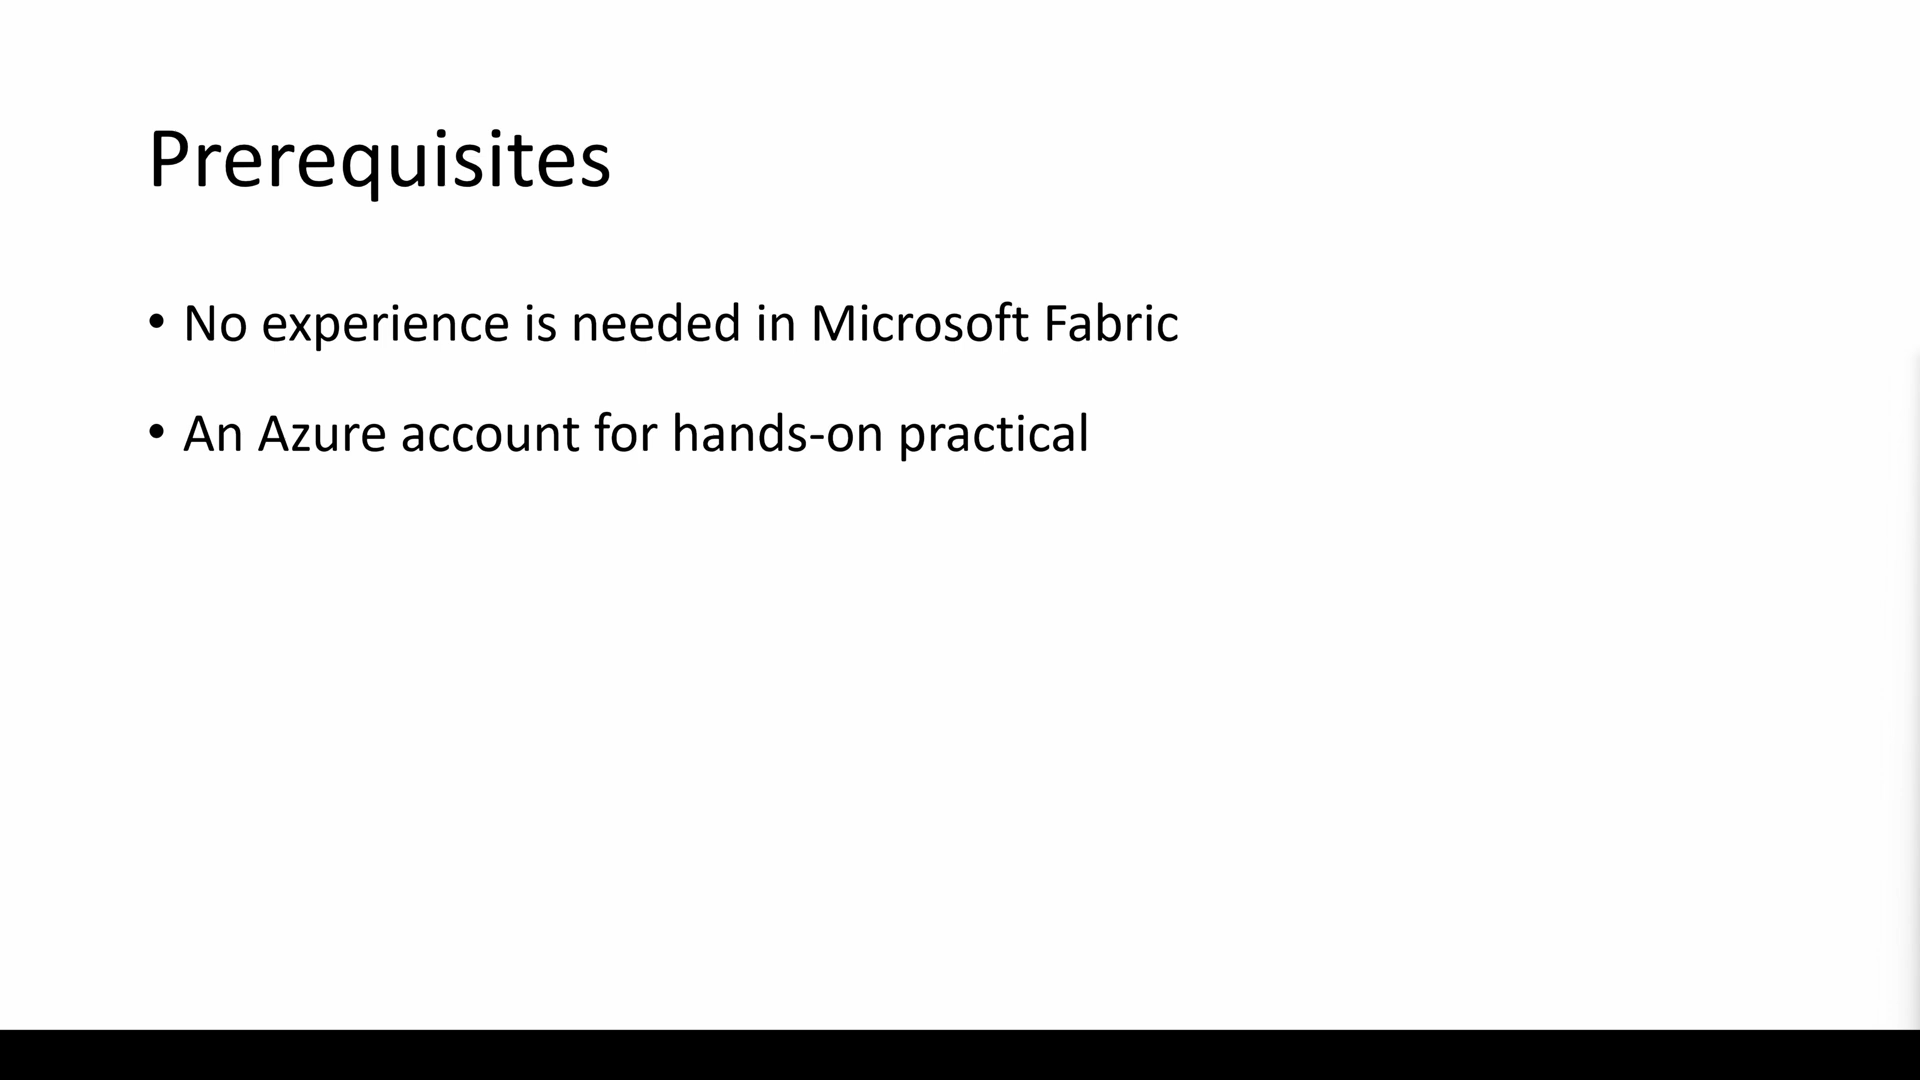 Prerequisites
• No experience is needed in Microsoft Fabric
• An Azure account for hands-on practical